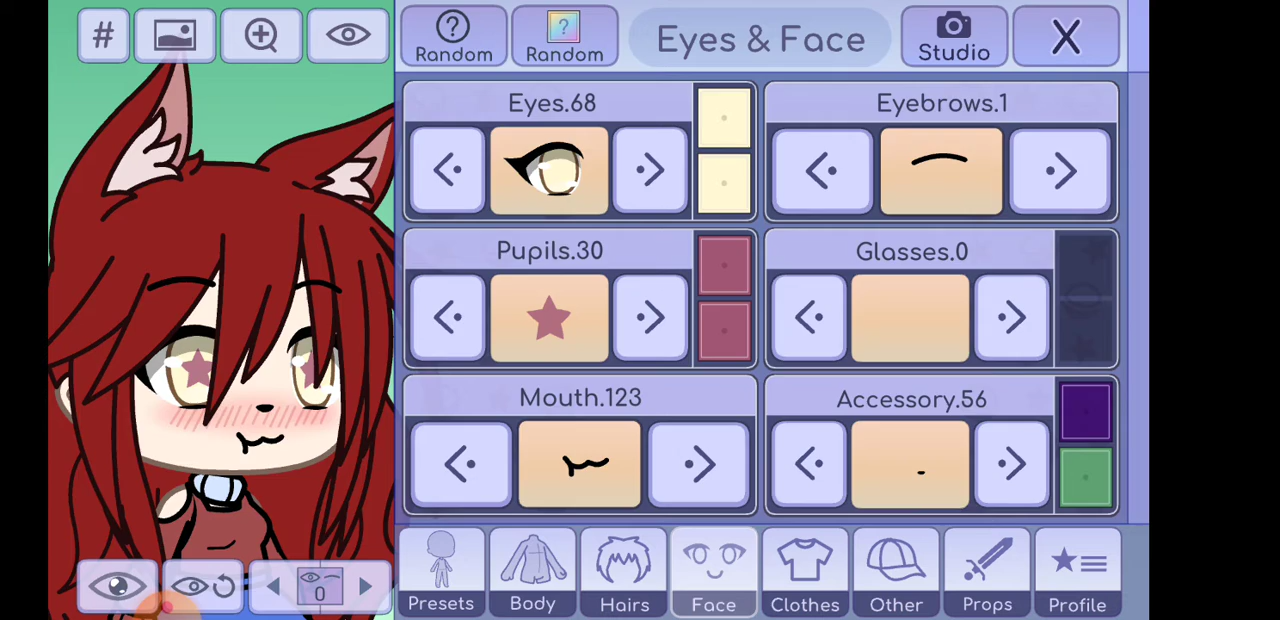 #
Random
Random
Eyes & Face
Studio
X
Eyes.68
Eyebrows.1
Pupils.30
Glasses.0
Mouth.123
Accessory.56
0
Presets
Body
Hairs
Face
Clothes
Other
Props
Profile